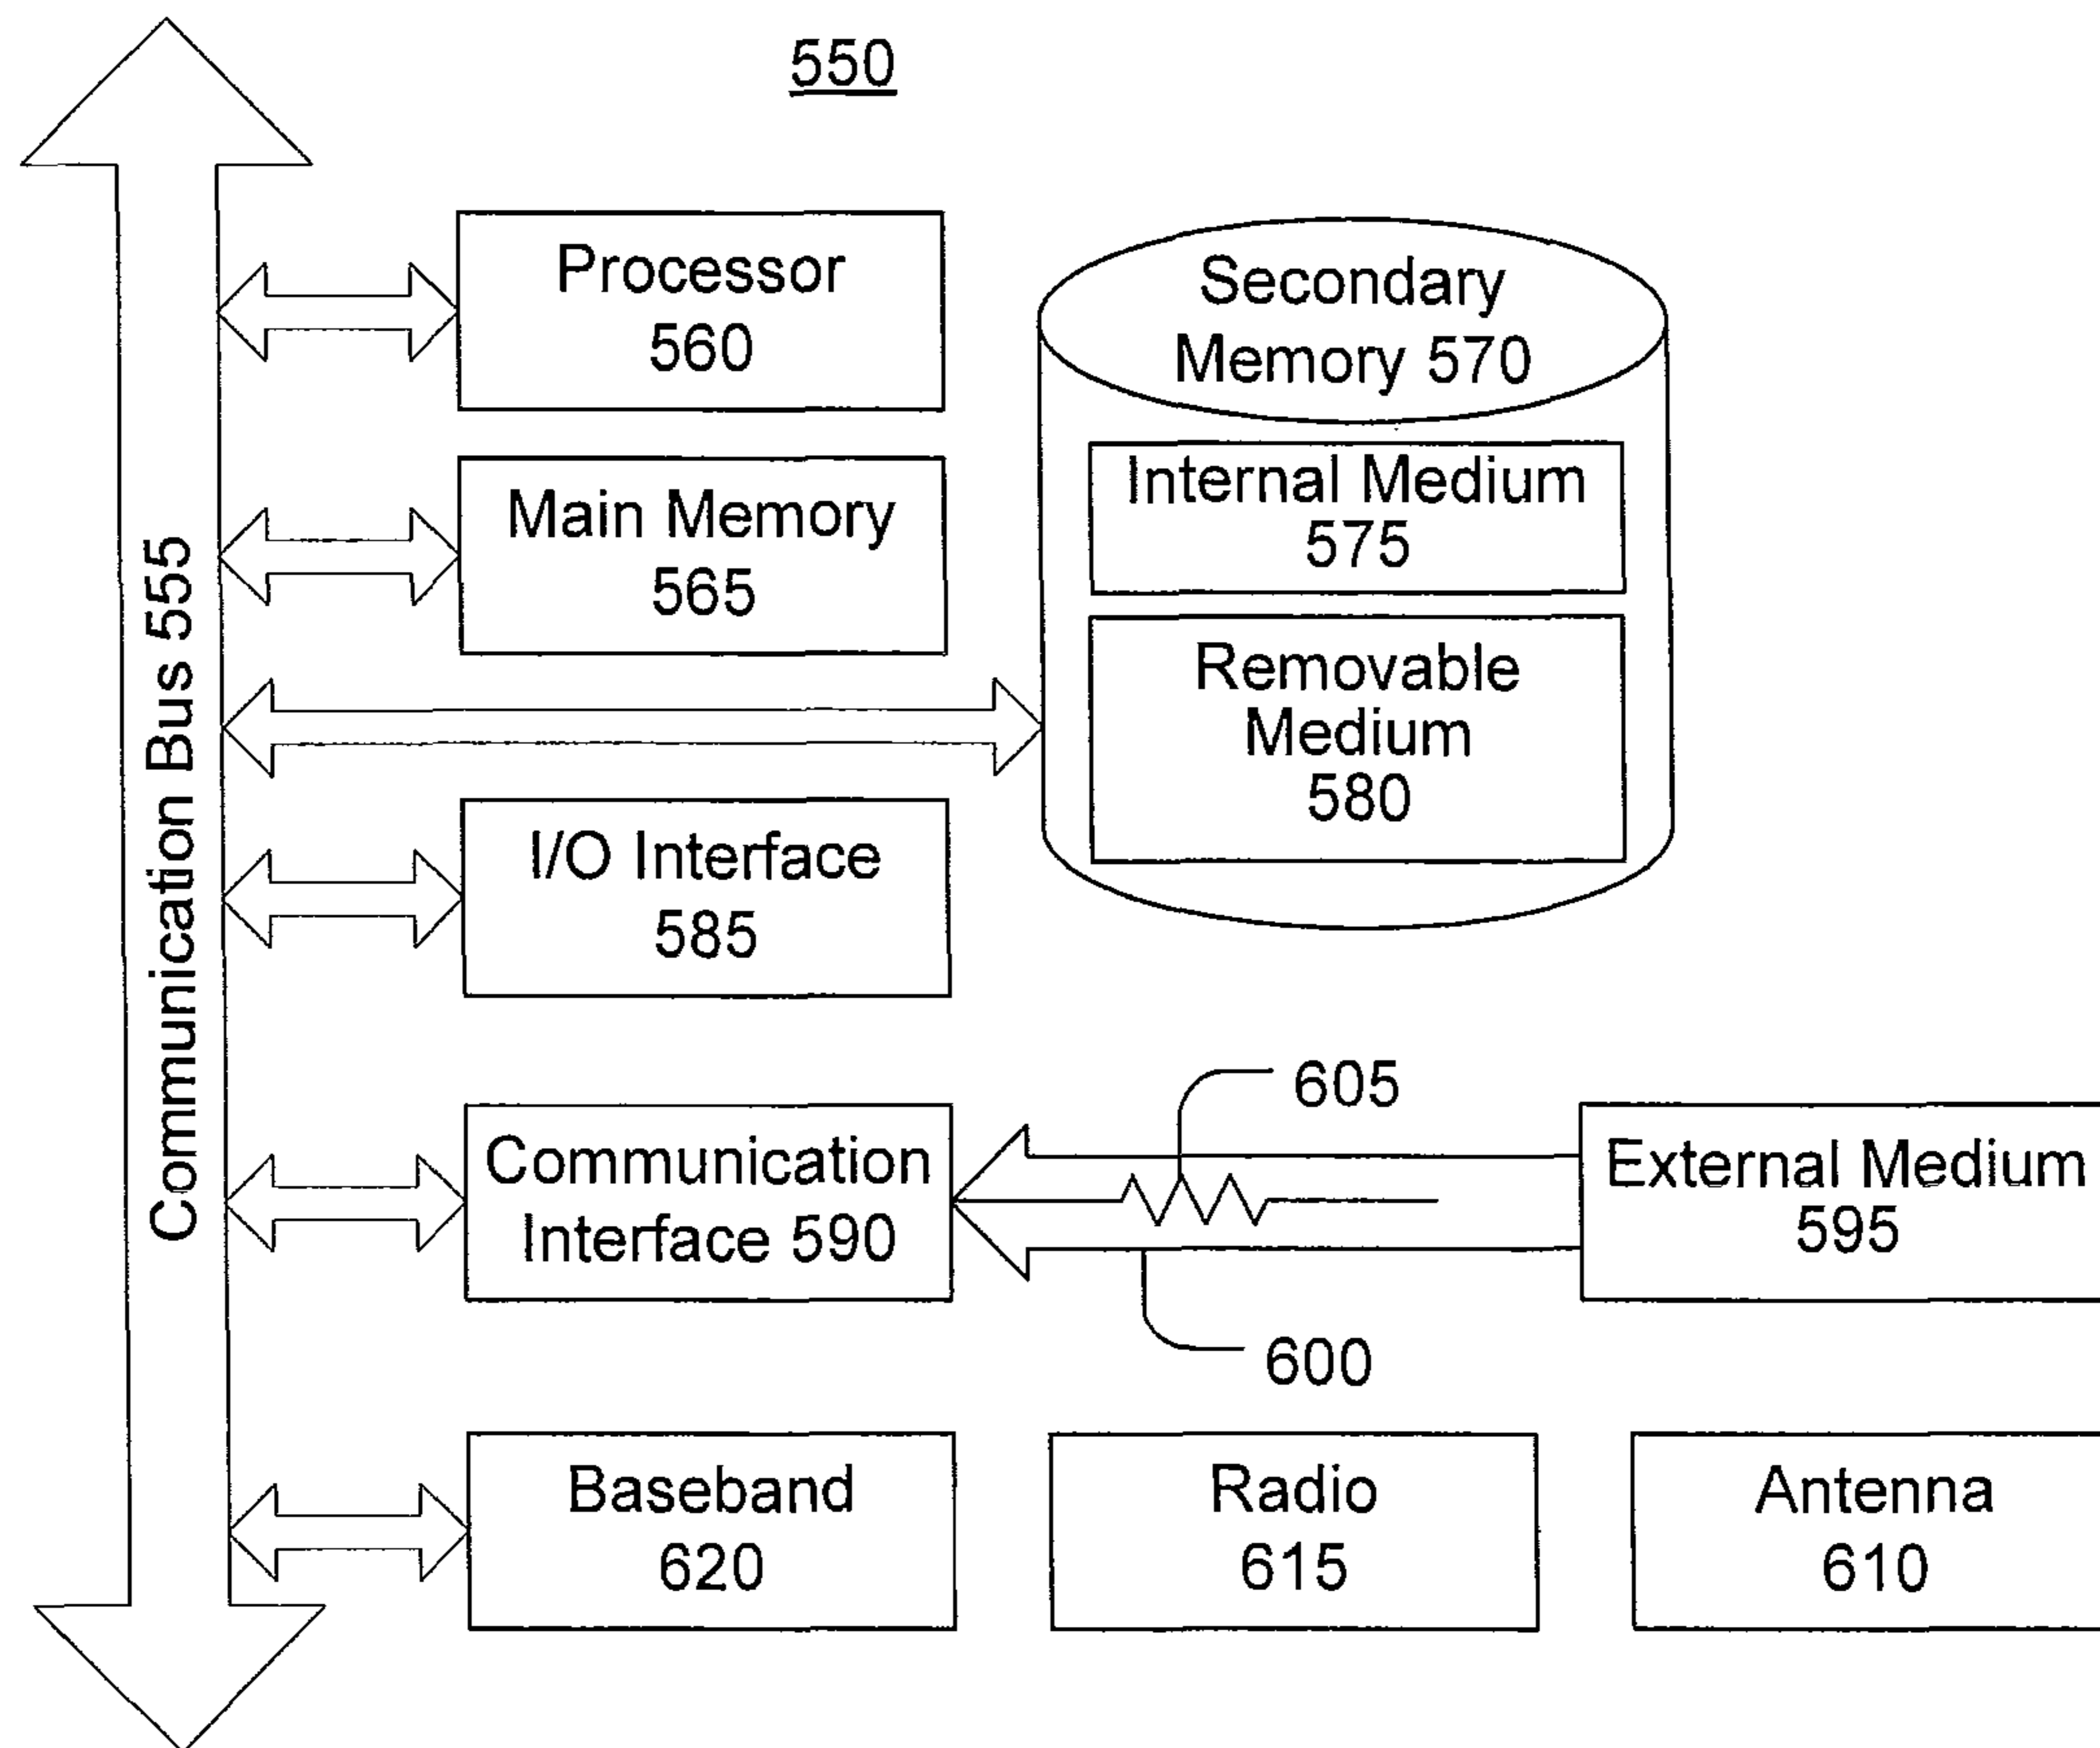 550
Communication Bus 555
Processor
560
Secondary
Memory 570
Main Memory
565
Internal Medium
575
Removable
Medium
580
I/O Interface
585
605
Communication
Interface 590
External Medium
595
600
Baseband
620
Radio
615
Antenna
610